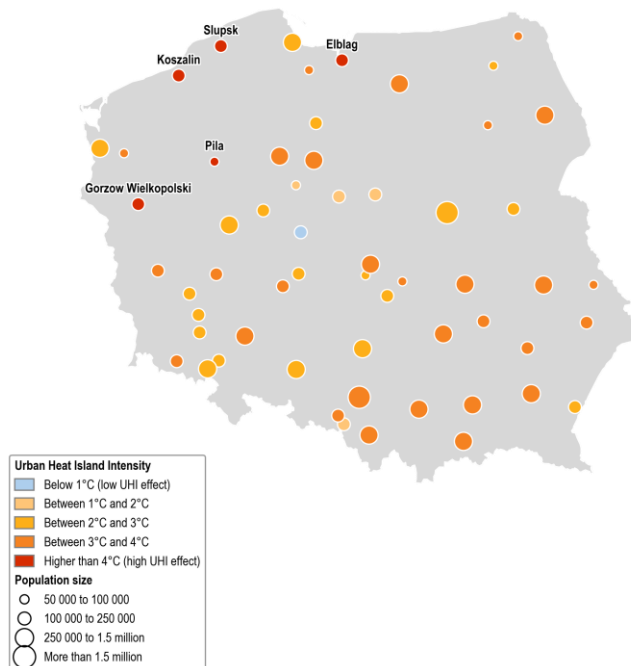 Slupsk
Koszalin
Elblag
Pila
Gorzow Wielkopolski
Urban Heat Island Intensity
Below 1°C (low UHI effect)
Between 1°C and 2°C
Between 2°C and 3°C
Between 3°C and 4°C
Higher than 4°C (high UHI effect)
Population size
50 000 to 100 000
100 000 to 250 000
250 000 to 1.5 million
More than 1.5 million